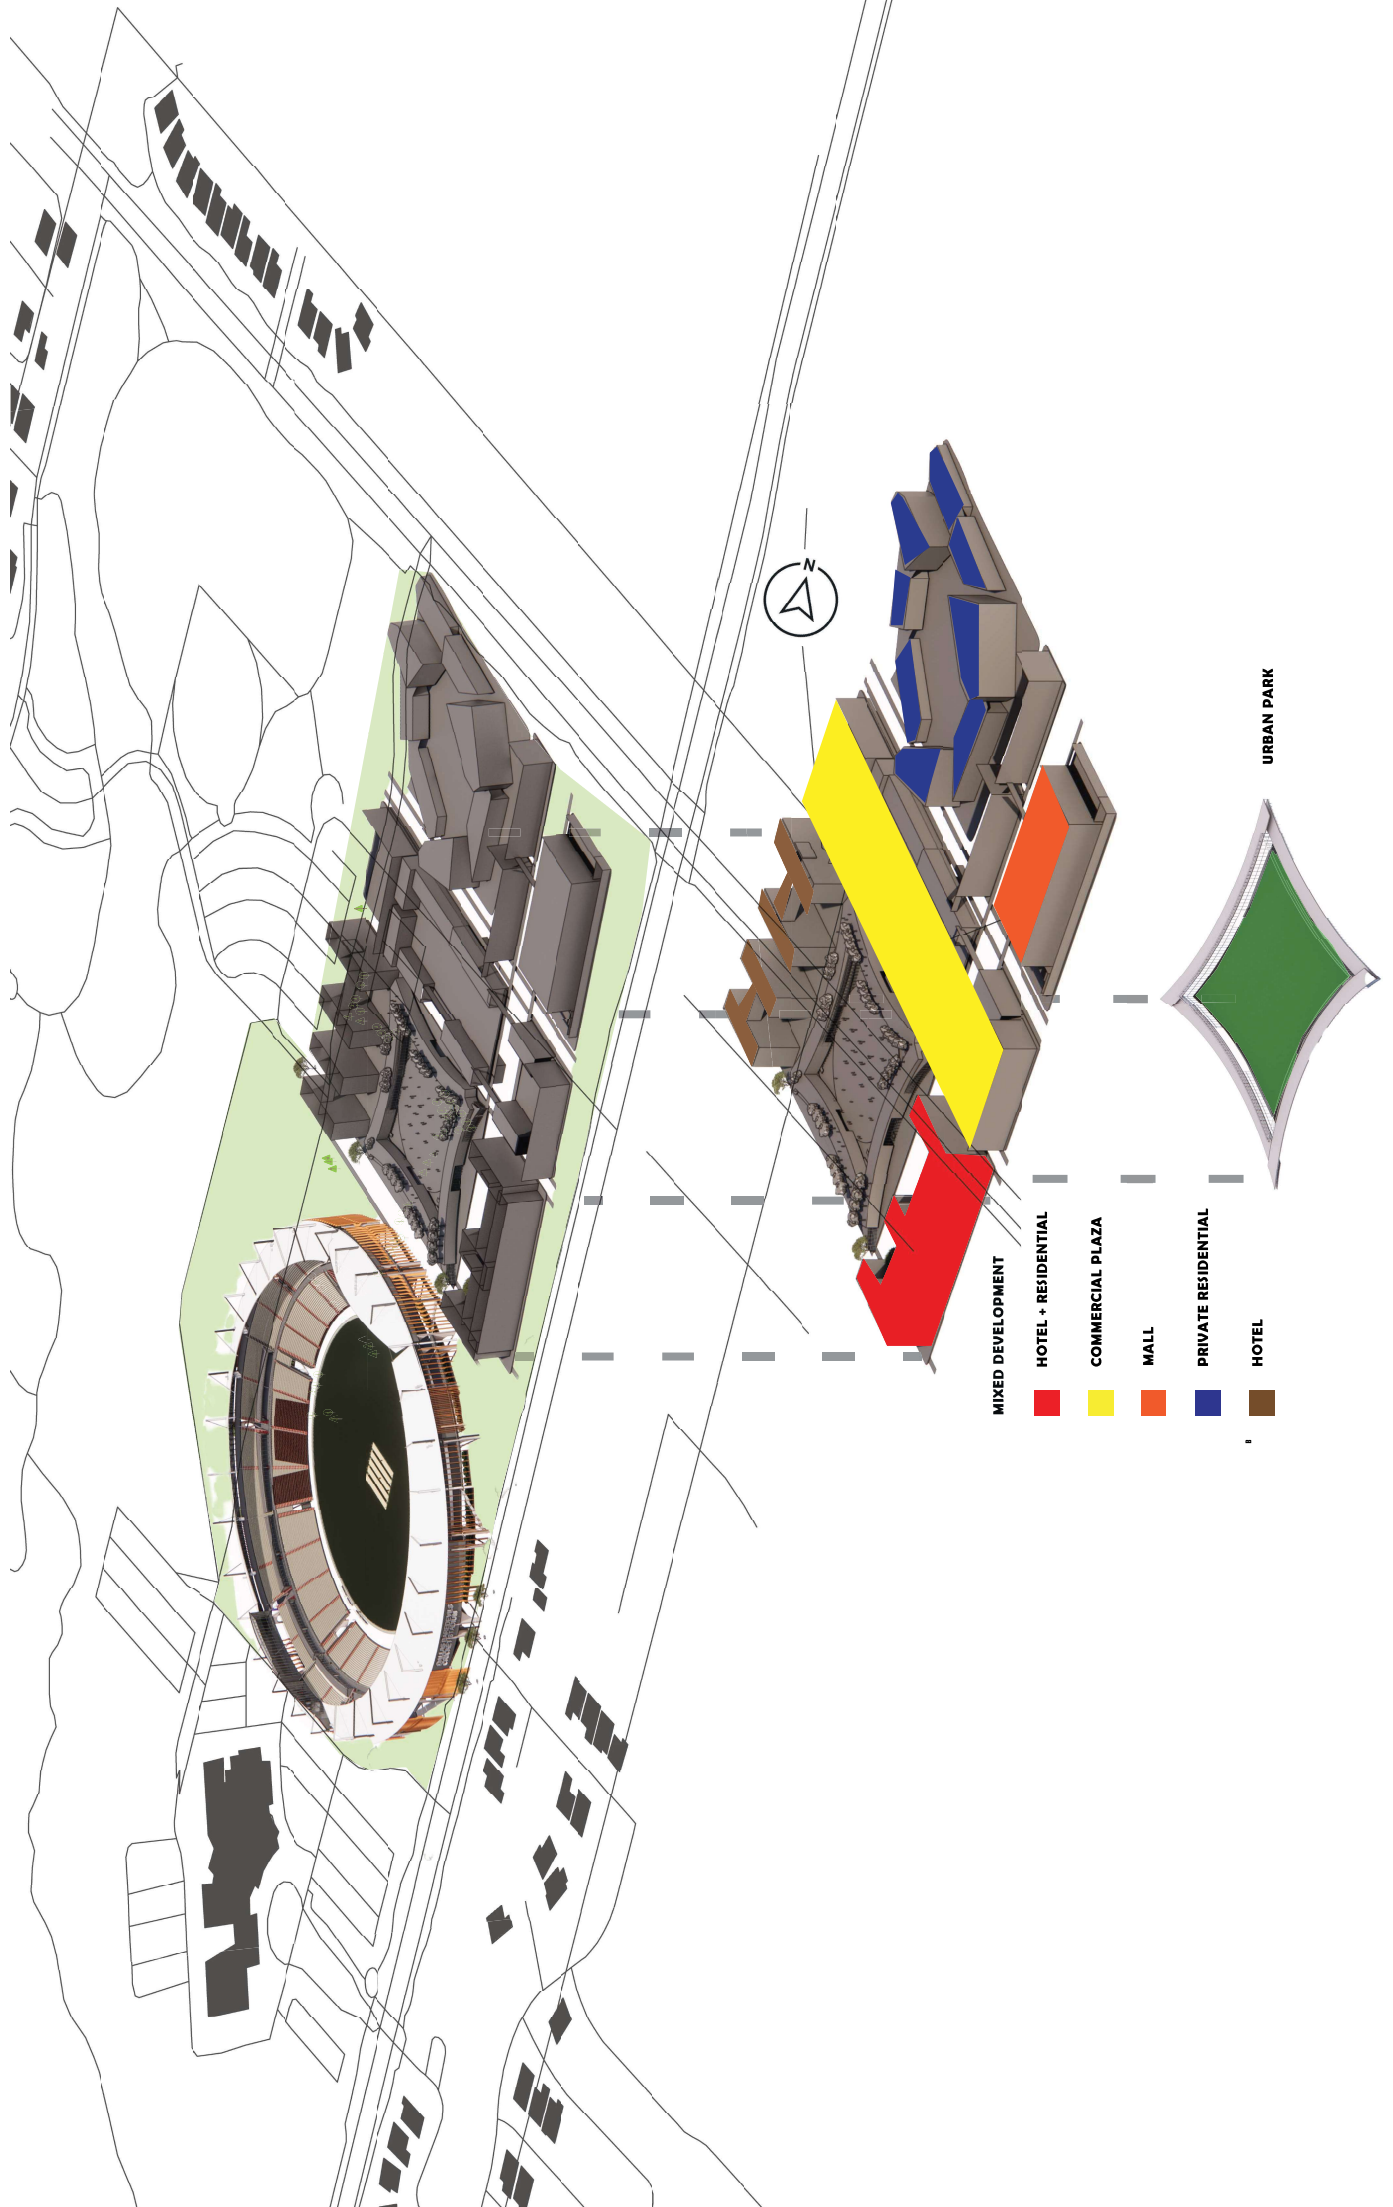 N
URBAN PARK
MIXED DEVELOPMENT
HOTEL + RESIDENTIAL
COMMERCIAL PLAZA
MALL
PRIVATE RESIDENTIAL
HOTEL